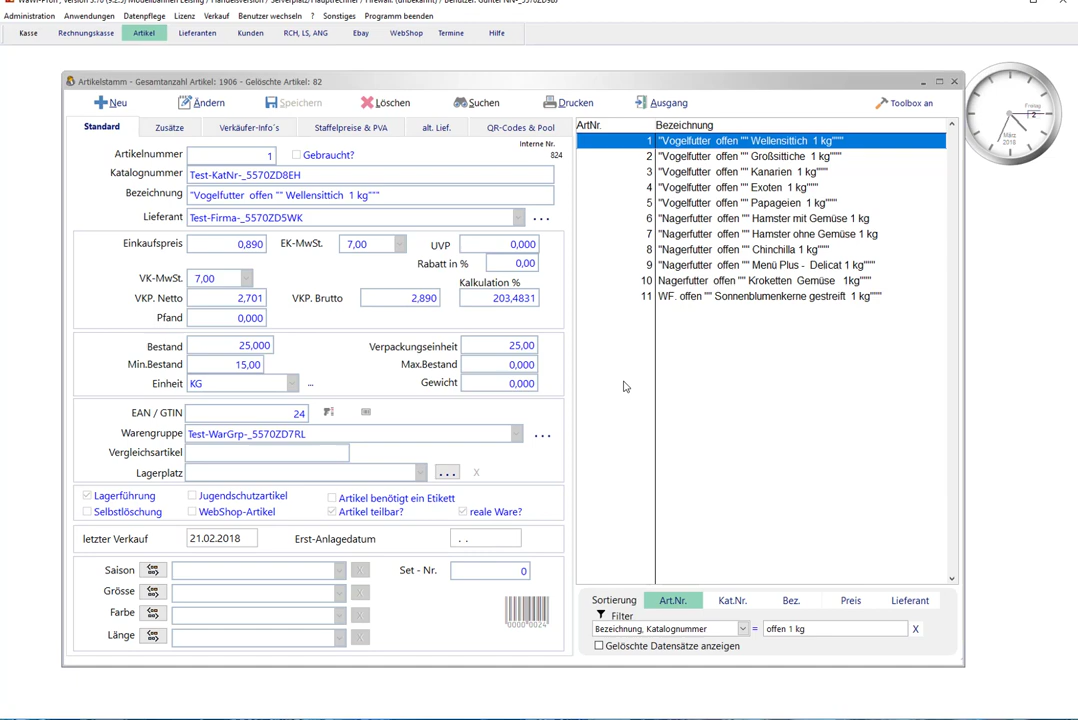 Administration Anwendungen Datenpflege Lizenz Verkauf Benutzer wechseln ? Sonstiges Programm beenden
Kasse Rechnungskasse Artikel Lieferanten Kunden RCH, LS, ANG Ebay WebShop Termine Hilfe
Artikelstamm - Gesamtanzahl Artikel: 1906 - Gelöschte Artikel: 82
Neu Ändern Speichern Löschen Suchen Drucken Ausgang Toolbox an
Standard Zusätze Verkäufer-Info´s Staffelpreise & PVA alt. Lief. QR-Codes & Pool
Interne Nr.
824
Artikelnummer 1 Gebraucht?
Katalognummer Test-KatNr-_5570ZD8EH
Bezeichnung "Vogelfutter offen "" Wellensittich 1 kg"""
Lieferant Test-Firma-_5570ZD5WK ...
Einkaufspreis 0,890 EK-MwSt. 7,00 UVP 0,000
Rabatt in % 0,00
VK-MwSt. 7,00 Kalkulation %
VKP. Netto 2,701 VKP. Brutto 2,890 203,4831
Pfand 0,000
Bestand 25,000 Verpackungseinheit 25,00
Min.Bestand 15,00 Max.Bestand 0,000
Einheit KG ... Gewicht 0,000
EAN / GTIN 24
Warengruppe Test-WarGrp-_5570ZD7RL ...
Vergleichsartikel
Lagerplatz ... X
Lagerführung Jugendschutzartikel Artikel benötigt ein Etikett
Selbstlöschung WebShop-Artikel Artikel teilbar? reale Ware?
letzter Verkauf 21.02.2018 Erst-Anlagedatum . .
Saison X Set - Nr. 0
Grösse X
Farbe X
Länge X
"0000"0024"
ArtNr. Bezeichnung
1 "Vogelfutter offen "" Wellensittich 1 kg""""
2 "Vogelfutter offen "" Großsittiche 1 kg""""
3 "Vogelfutter offen "" Kanarien 1 kg""""
4 "Vogelfutter offen "" Exoten 1 kg""""
5 "Vogelfutter offen "" Papageien 1 kg""""
6 "Nagerfutter offen "" Hamster mit Gemüse 1 kg
7 "Nagerfutter offen "" Hamster ohne Gemüse 1 kg
8 "Nagerfutter offen "" Chinchilla 1 kg""""
9 "Nagerfutter offen "" Menü Plus - Delicat 1 kg""""
10 Nagerfutter offen "" Kroketten Gemüse 1kg""""
11 WF. offen "" Sonnenblumenkerne gestreift 1 kg""""
Sortierung Art.Nr. Kat.Nr. Bez. Preis Lieferant
Filter
Bezeichnung, Katalognummer = offen 1 kg X
Gelöschte Datensätze anzeigen
Freitag
2
März
2018